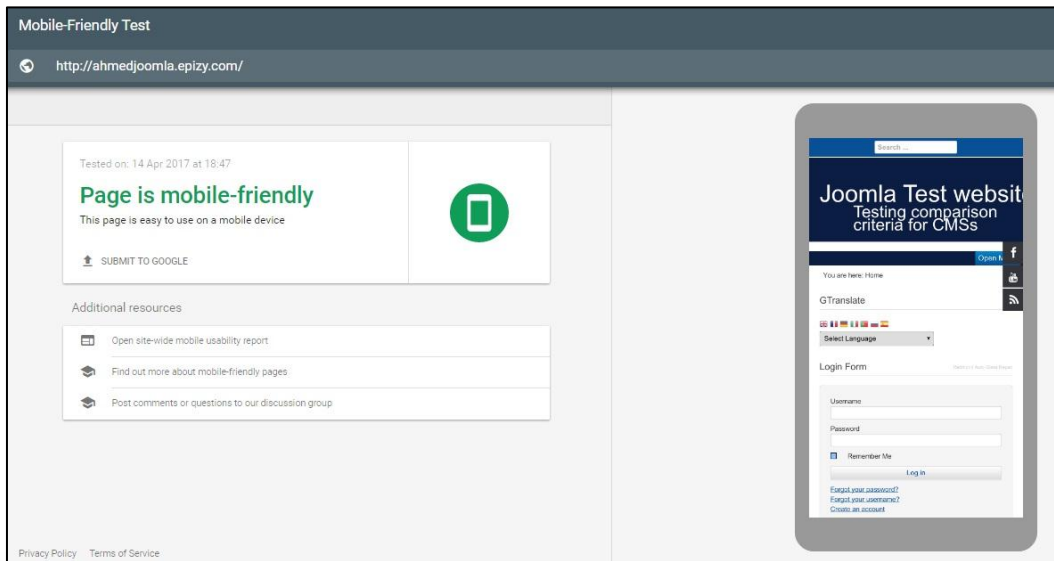 Mobile-Friendly Test
http://ahmedjoomla.epizy.com/
Tested on: 14 Apr 2017 at 18:47
Page is mobile-friendly
This page is easy to use on a mobile device
SUBMIT TO GOOGLE
Additional resources
Open site-wide mobile usability report
Find out more about mobile-friendly pages
Post comments or questions to our discussion group
Privacy Policy Terms of Service
Search ...
Joomla Test websit
Testing comparison
criteria for CMSs
Open M
You are here: Home
GTranslate
Select Language
Login Form
Username
Password
Remember Me
Log in
Forgot your password?
Forgot your username?
Create an account